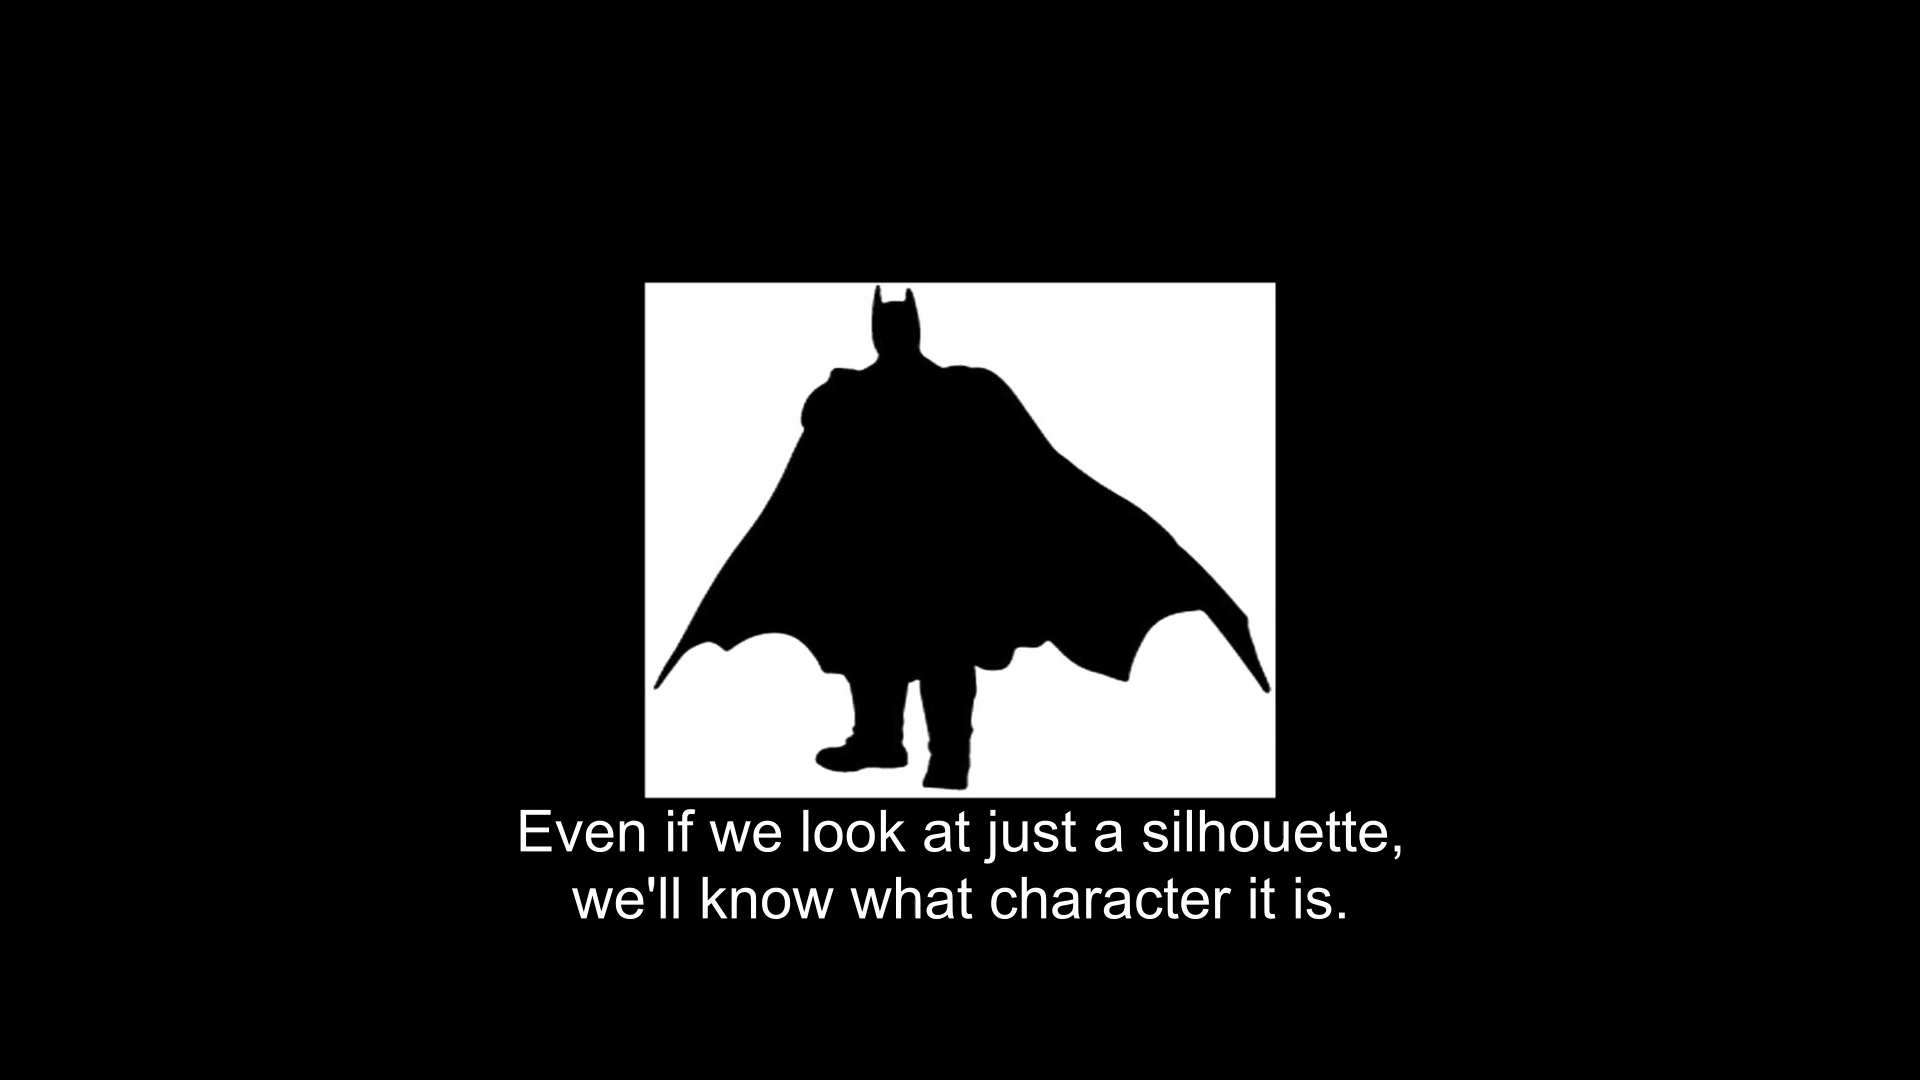 Even if we look at just a silhouette,
we'll know what character it is.